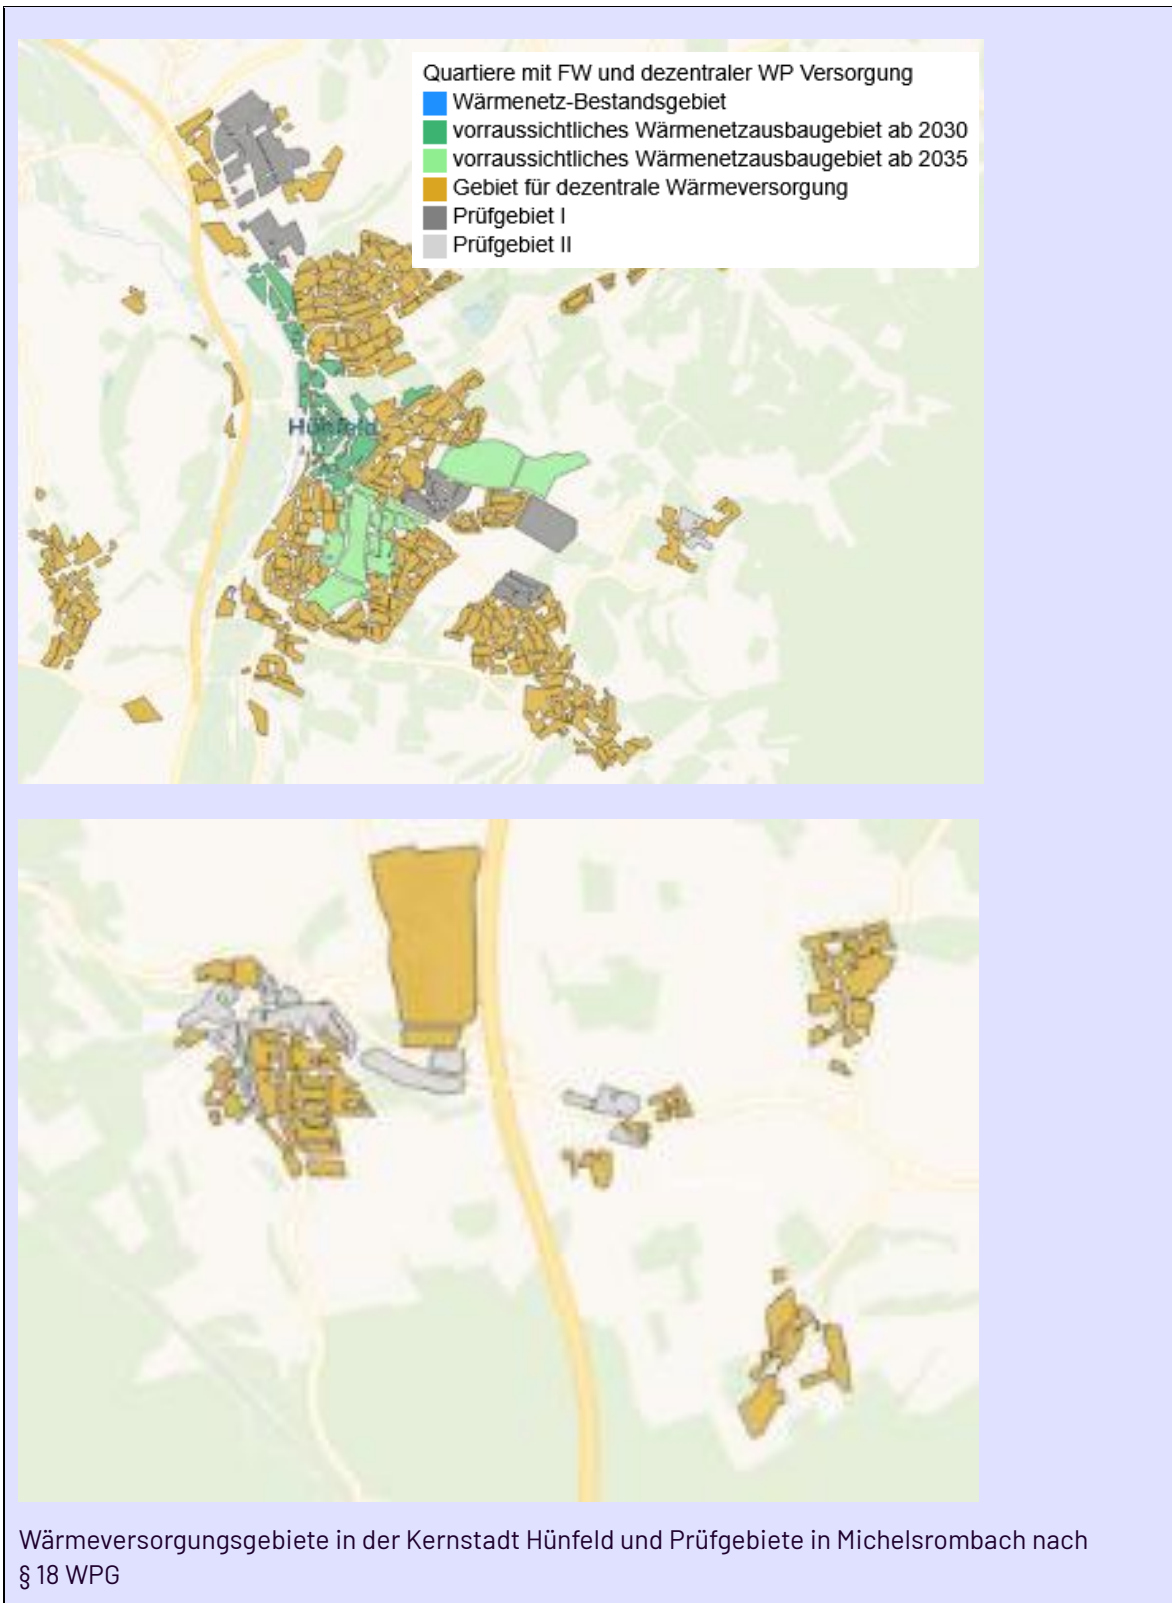 Quartiere mit FW und dezentraler WP Versorgung
Wärmenetz-Bestandsgebiet
vorraussichtliches Wärmenetzausbaugebiet ab 2030
vorraussichtliches Wärmenetzausbaugebiet ab 2035
Gebiet für dezentrale Wärmeversorgung
Prüfgebiet I
Prüfgebiet II
Hünfeld
Wärmeversorgungsgebiete in der Kernstadt Hünfeld und Prüfgebiete in Michelsrombach nach
§ 18 WPG